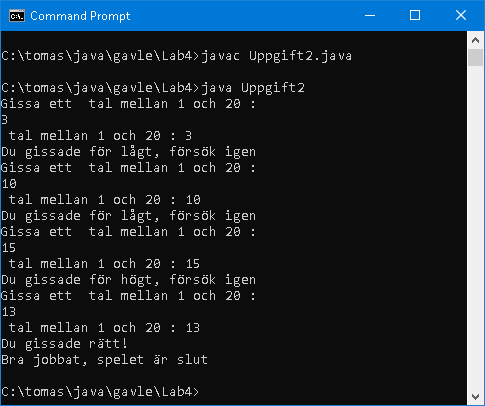 Command Prompt
C:\tomas\java\gavle\Lab4>javac Uppgift2.java
C:\tomas\java\gavle\Lab4>java Uppgift2
Gissa ett  tal mellan 1 och 20 :
3
 tal mellan 1 och 20 : 3
Du gissade för lågt, försök igen
Gissa ett  tal mellan 1 och 20 :
10
 tal mellan 1 och 20 : 10
Du gissade för lågt, försök igen
Gissa ett  tal mellan 1 och 20 :
15
 tal mellan 1 och 20 : 15
Du gissade för högt, försök igen
Gissa ett  tal mellan 1 och 20 :
13
 tal mellan 1 och 20 : 13
Du gissade rätt!
Bra jobbat, spelet är slut
C:\tomas\java\gavle\Lab4>